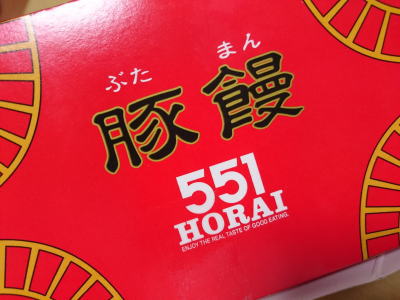 ぶた まん
豚饅
551
HORAI
ENJOY THE REAL TASTE OF GOOD EATING.